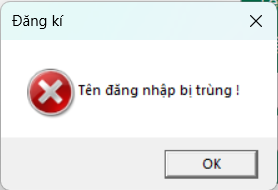 Đăng kí
Tên đăng nhập bị trùng !
OK